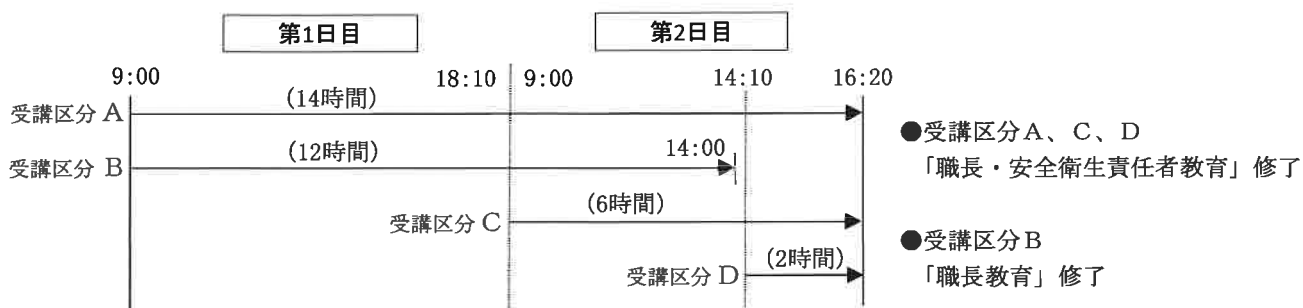 第1日目
第2日目
9:00
18:10
9:00
14:10
16:20
受講区分 A
(14時間)
受講区分 B
(12時間)
14:00
受講区分 C
(6時間)
受講区分 D
(2時間)
●受講区分A、C、D
「職長・安全衛生責任者教育」修了
●受講区分B
「職長教育」修了